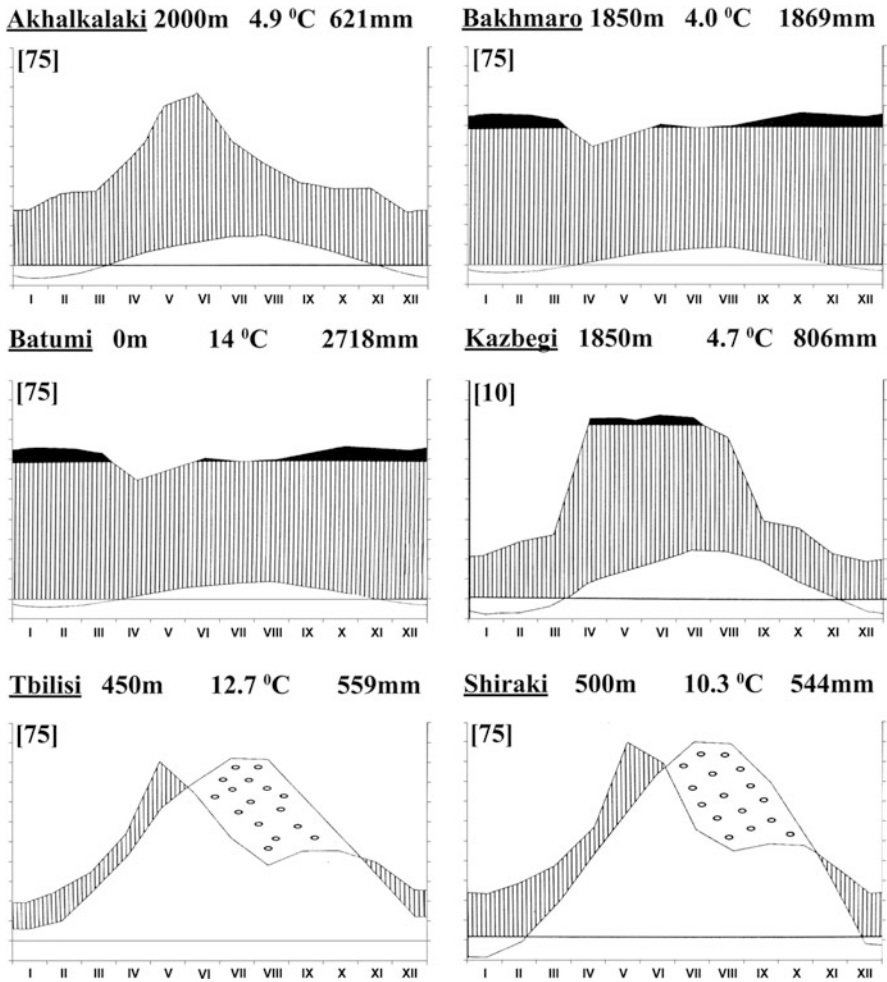 Akhalkalaki 2000m 4.9 ⁰C 621mm
[75]
I II III IV V VI VII VIII IX X XI XII
Bakhmaro 1850m 4.0 ⁰C 1869mm
[75]
I II III IV V VI VII VIII IX X XI XII
Batumi 0m 14 ⁰C 2718mm
[75]
I II III IV V VI VII VIII IX X XI XII
Kazbegi 1850m 4.7 ⁰C 806mm
[10]
I II III IV V VI VII VIII IX X XI XII
Tbilisi 450m 12.7 ⁰C 559mm
[75]
I II III IV V VI VII VIII IX X XI XII
Shiraki 500m 10.3 ⁰C 544mm
[75]
I II III IV V VI VII VIII IX X XI XII